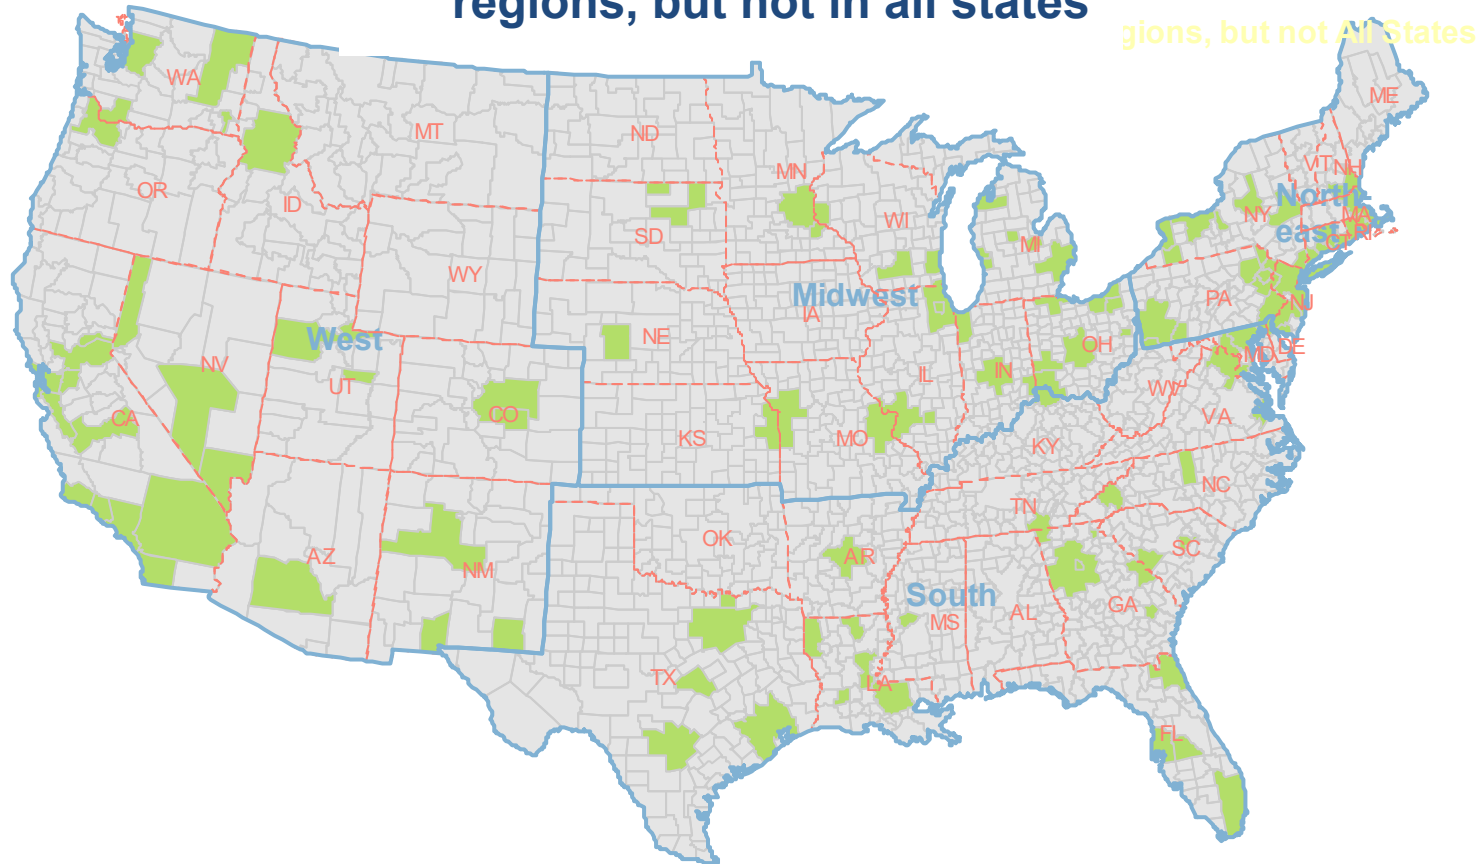 regions, but not in all states
gions, but not All States
WA
MT
ND
MN
ME
VT
NH
OR
ID
SD
WI
MI
NY
North
east
MA
CT
RI
WY
Midwest
IA
NE
PA
NJ
West
NV
UT
CO
IL
IN
OH
MD
DE
WV
CA
KS
MO
KY
VA
AZ
NM
OK
AR
TN
NC
SC
South
MS
AL
GA
TX
LA
FL